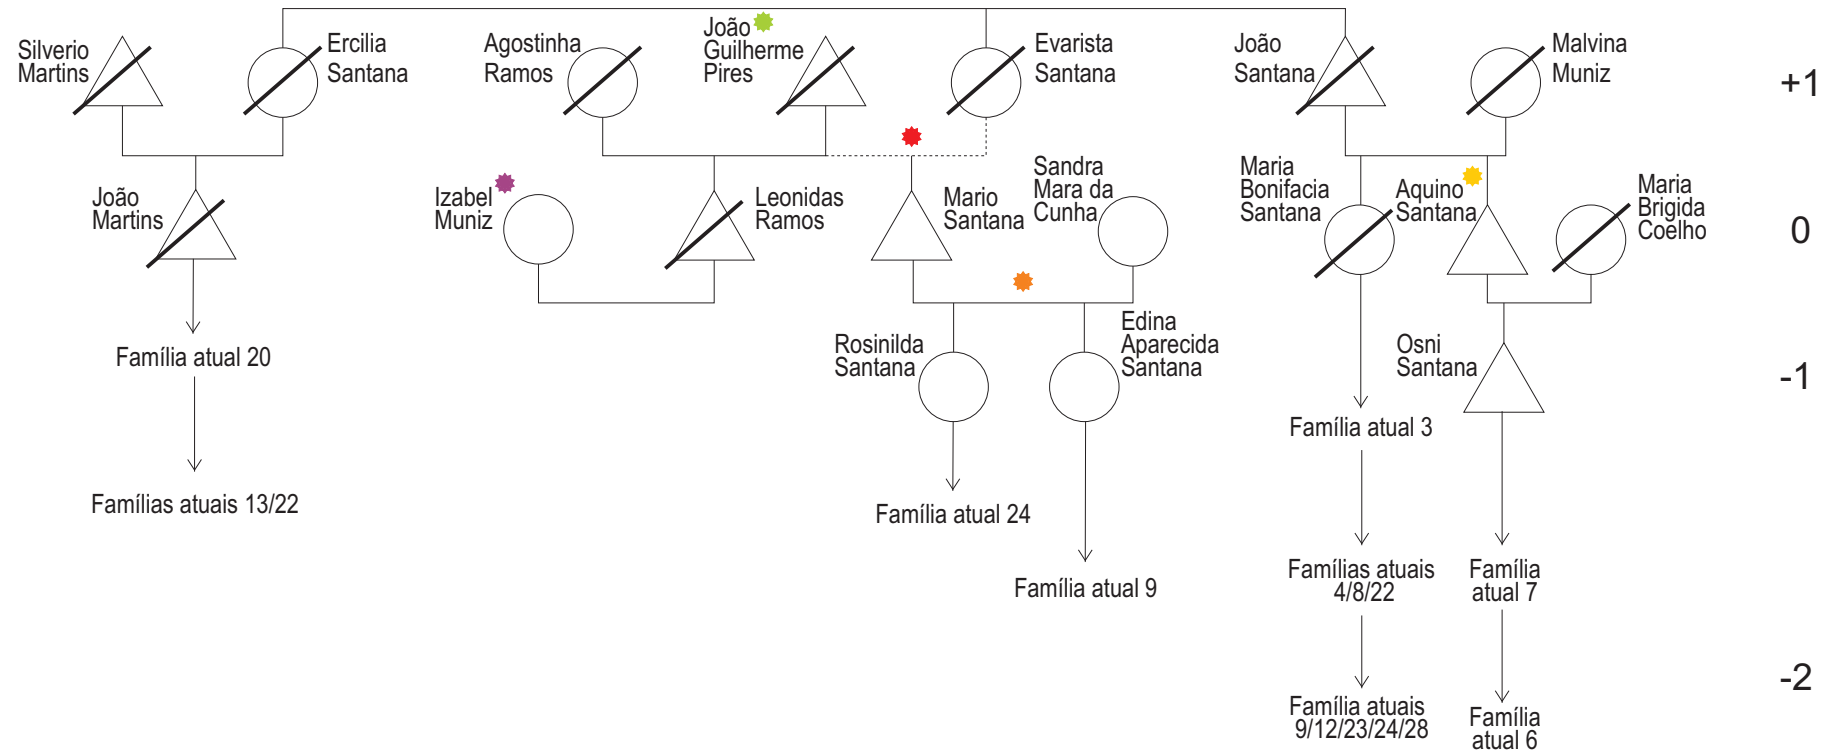 Silverio
Martins
Ercilia
Santana
Agostinha
Ramos
João
Guilherme
Pires
Evarista
Santana
João
Santana
Malvina
Muniz
+1
João
Martins
Izabel
Muniz
Leonidas
Ramos
Mario
Santana
Sandra
Mara da
Cunha
Maria
Bonifacia
Santana
Aquino
Santana
Maria
Brigida
Coelho
0
Família atual 20
Rosinilda
Santana
Edina
Aparecida
Santana
Osni
Santana
-1
Família atual 3
Famílias atuais 13/22
Família atual 24
Família atual 9
Famílias atuais
4/8/22
Família
atual 7
-2
Família atuais
9/12/23/24/28
Família
atual 6